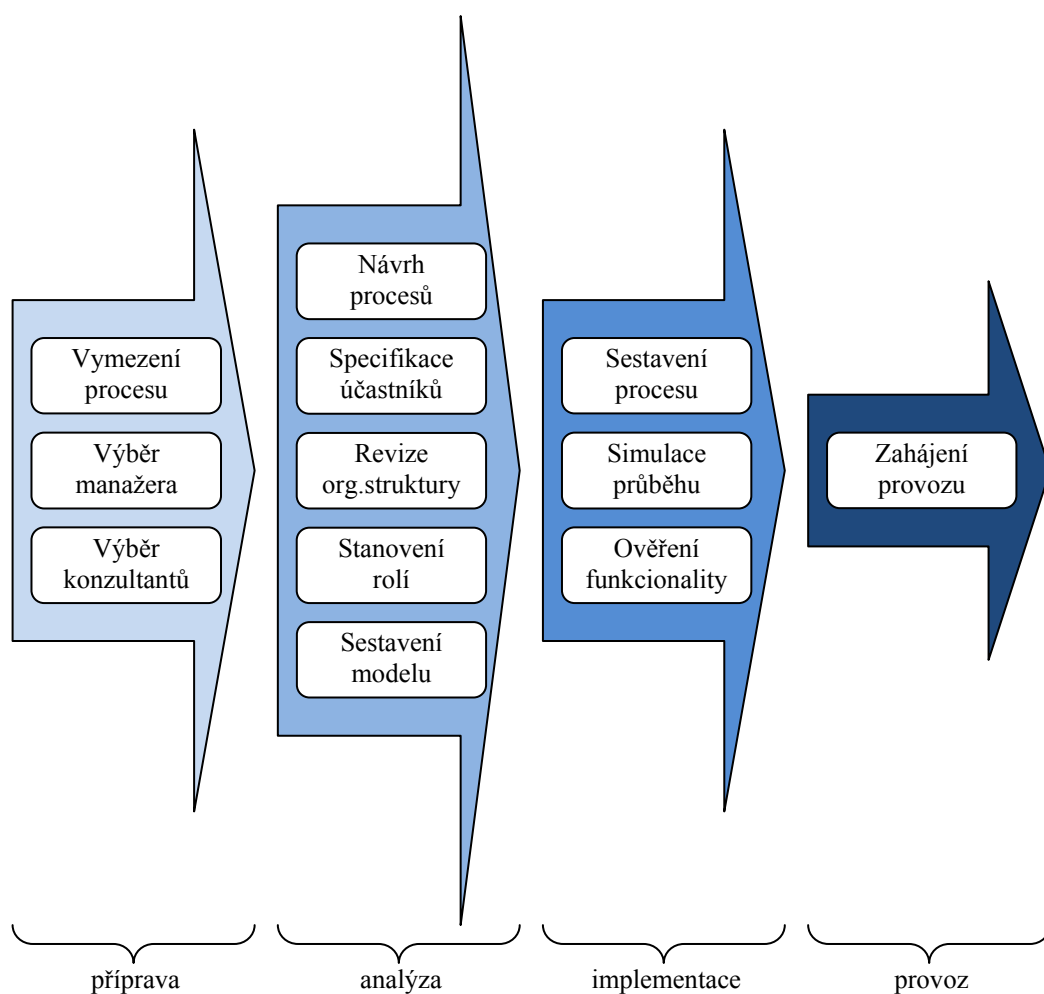 Vymezení
procesu
Výběr
manažera
Výběr
konzultantů
Návrh
procesů
Specifikace
účastníků
Revize
org.struktury
Stanovení
rolí
Sestavení
modelu
Sestavení
procesu
Simulace
průběhu
Ověření
funkcionality
Zahájení
provozu
příprava
analýza
implementace
provoz